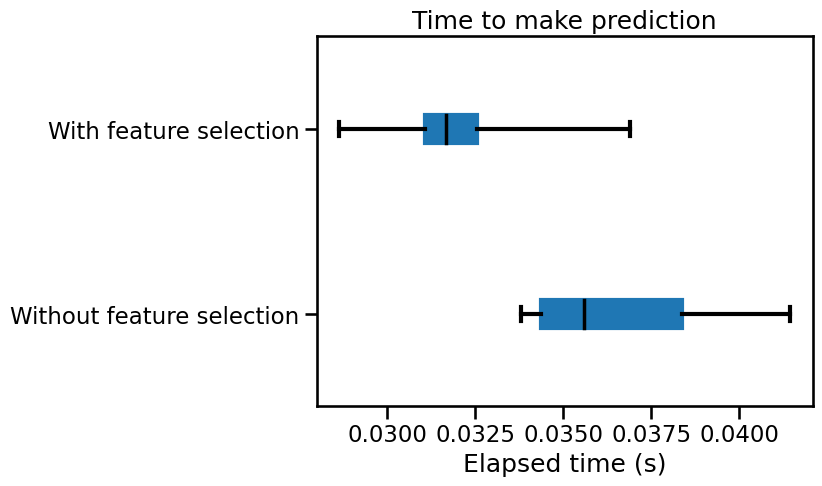 Time to make prediction
With feature selection
Without feature selection
0.0300 0.0325 0.0350 0.0375 0.0400
Elapsed time (s)